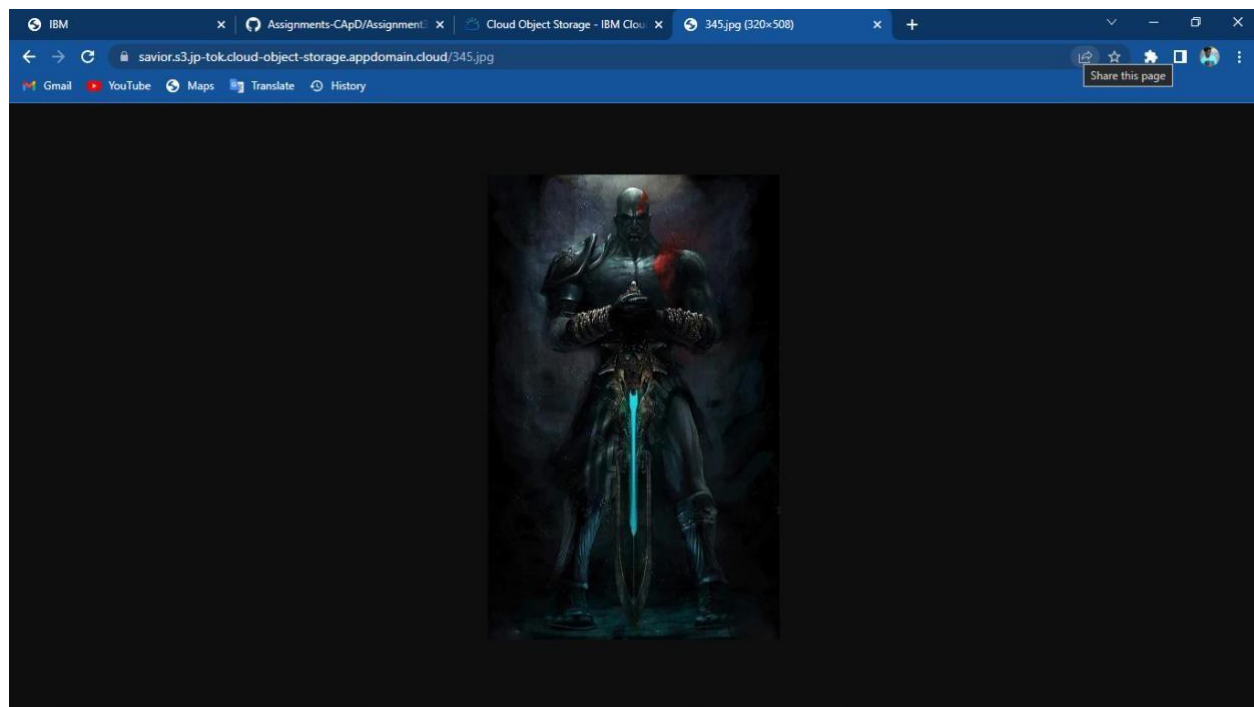 IBM
Assignments-CApD/Assignment
Cloud Object Storage - IBM Clou
345.jpg (320×508)
savior.s3.jp-tok.cloud-object-storage.appdomain.cloud/345.jpg
Share this page
Gmail YouTube Maps Translate History